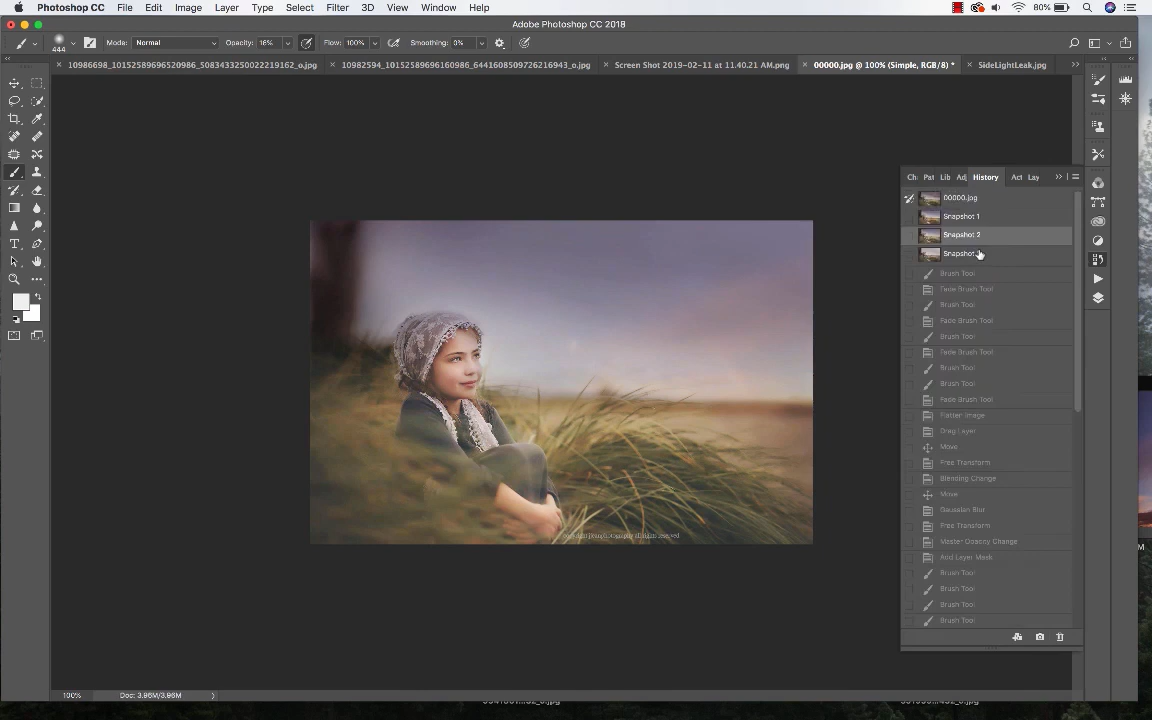 Photoshop CC File Edit Image Layer Type Select Filter 3D View Window Help 80%
Adobe Photoshop CC 2018
444 Mode: Normal Opacity: 16% Flow: 100% Smoothing: 0%
10986698_10152589696520986_5083433250022219162_o.jpg 10982594_10152589696160986_6441608509726216943_o.jpg Screen Shot 2019-02-11 at 11.40.21 AM.png 00000.jpg @ 100% (Simple, RGB/8) * SideLightLeak.jpg
Ch Pat Lib Adj History Act Lay
00000.jpg
Snapshot 1
Snapshot 2
Snapshot
Brush Tool
Fade Brush Tool
Brush Tool
Fade Brush Tool
Brush Tool
Fade Brush Tool
Brush Tool
Brush Tool
Fade Brush Tool
Flatten Image
Drag Layer
Move
Free Transform
Blending Change
Move
Gaussian Blur
Free Transform
Master Opacity Change
Add Layer Mask
Brush Tool
Brush Tool
Brush Tool
Brush Tool
all rights reserved
100% Doc: 3.96M/3.96M